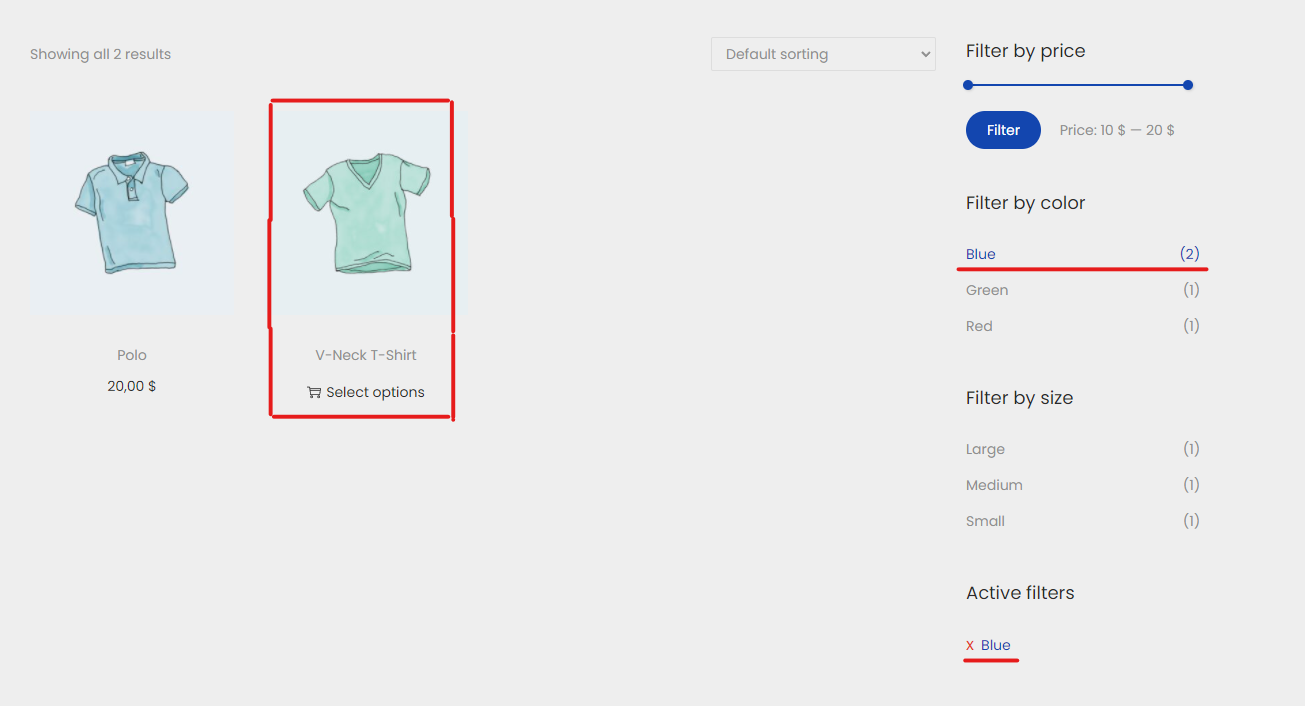 Showing all 2 results
Default sorting
Polo
20,00 $
V-Neck T-Shirt
Select options
Filter by price
Filter Price: 10 $ — 20 $
Filter by color
Blue (2)
Green (1)
Red (1)
Filter by size
Large (1)
Medium (1)
Small (1)
Active filters
x Blue